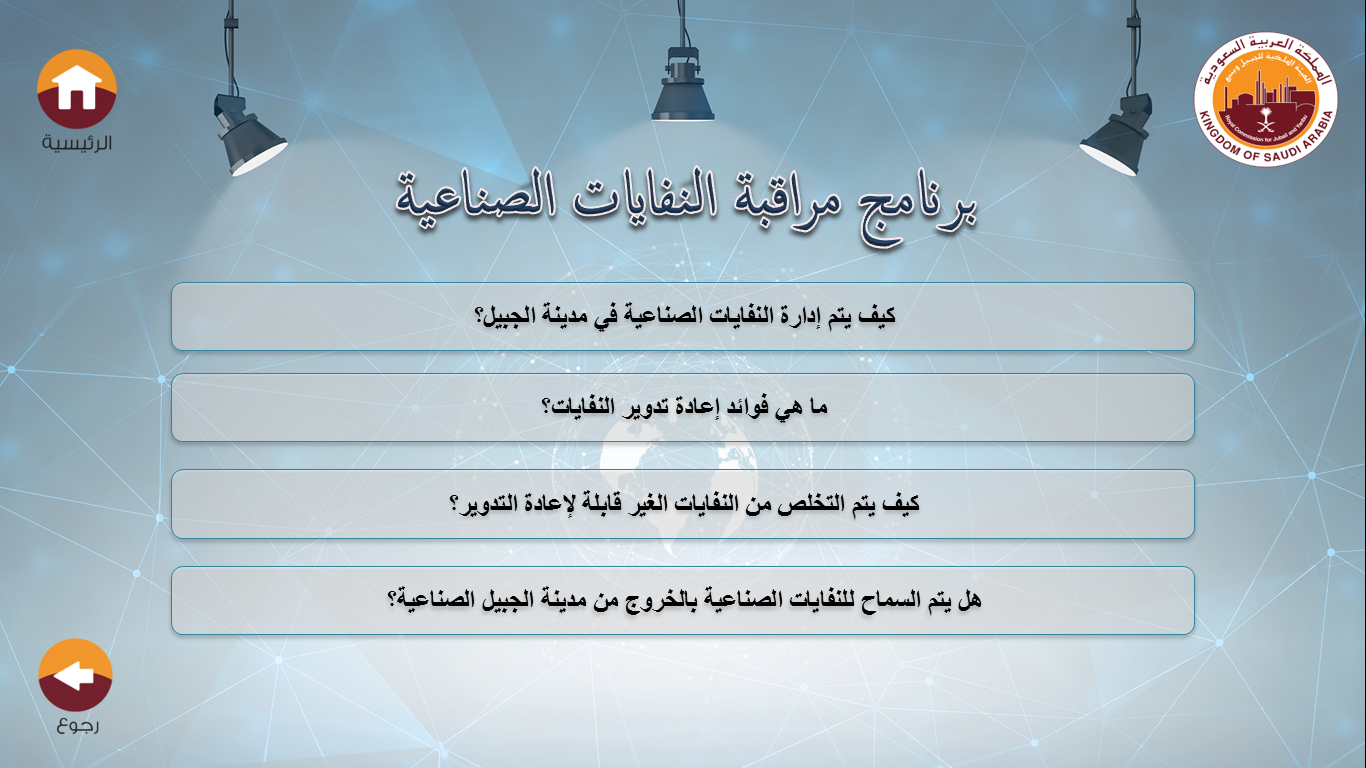 المملكة العربية السعودية
الهيئة الملكية للجبيل وينبع
Royal Commission for Jubail and Yanbu
KINGDOM OF SAUDI ARABIA
الرئيسية
برنامج مراقبة النفايات الصناعية
كيف يتم إدارة النفايات الصناعية في مدينة الجبيل؟
ما هي فوائد إعادة تدوير النفايات؟
كيف يتم التخلص من النفايات الغير قابلة لإعادة التدوير؟
هل يتم السماح للنفايات الصناعية بالخروج من مدينة الجبيل الصناعية؟
رجوع